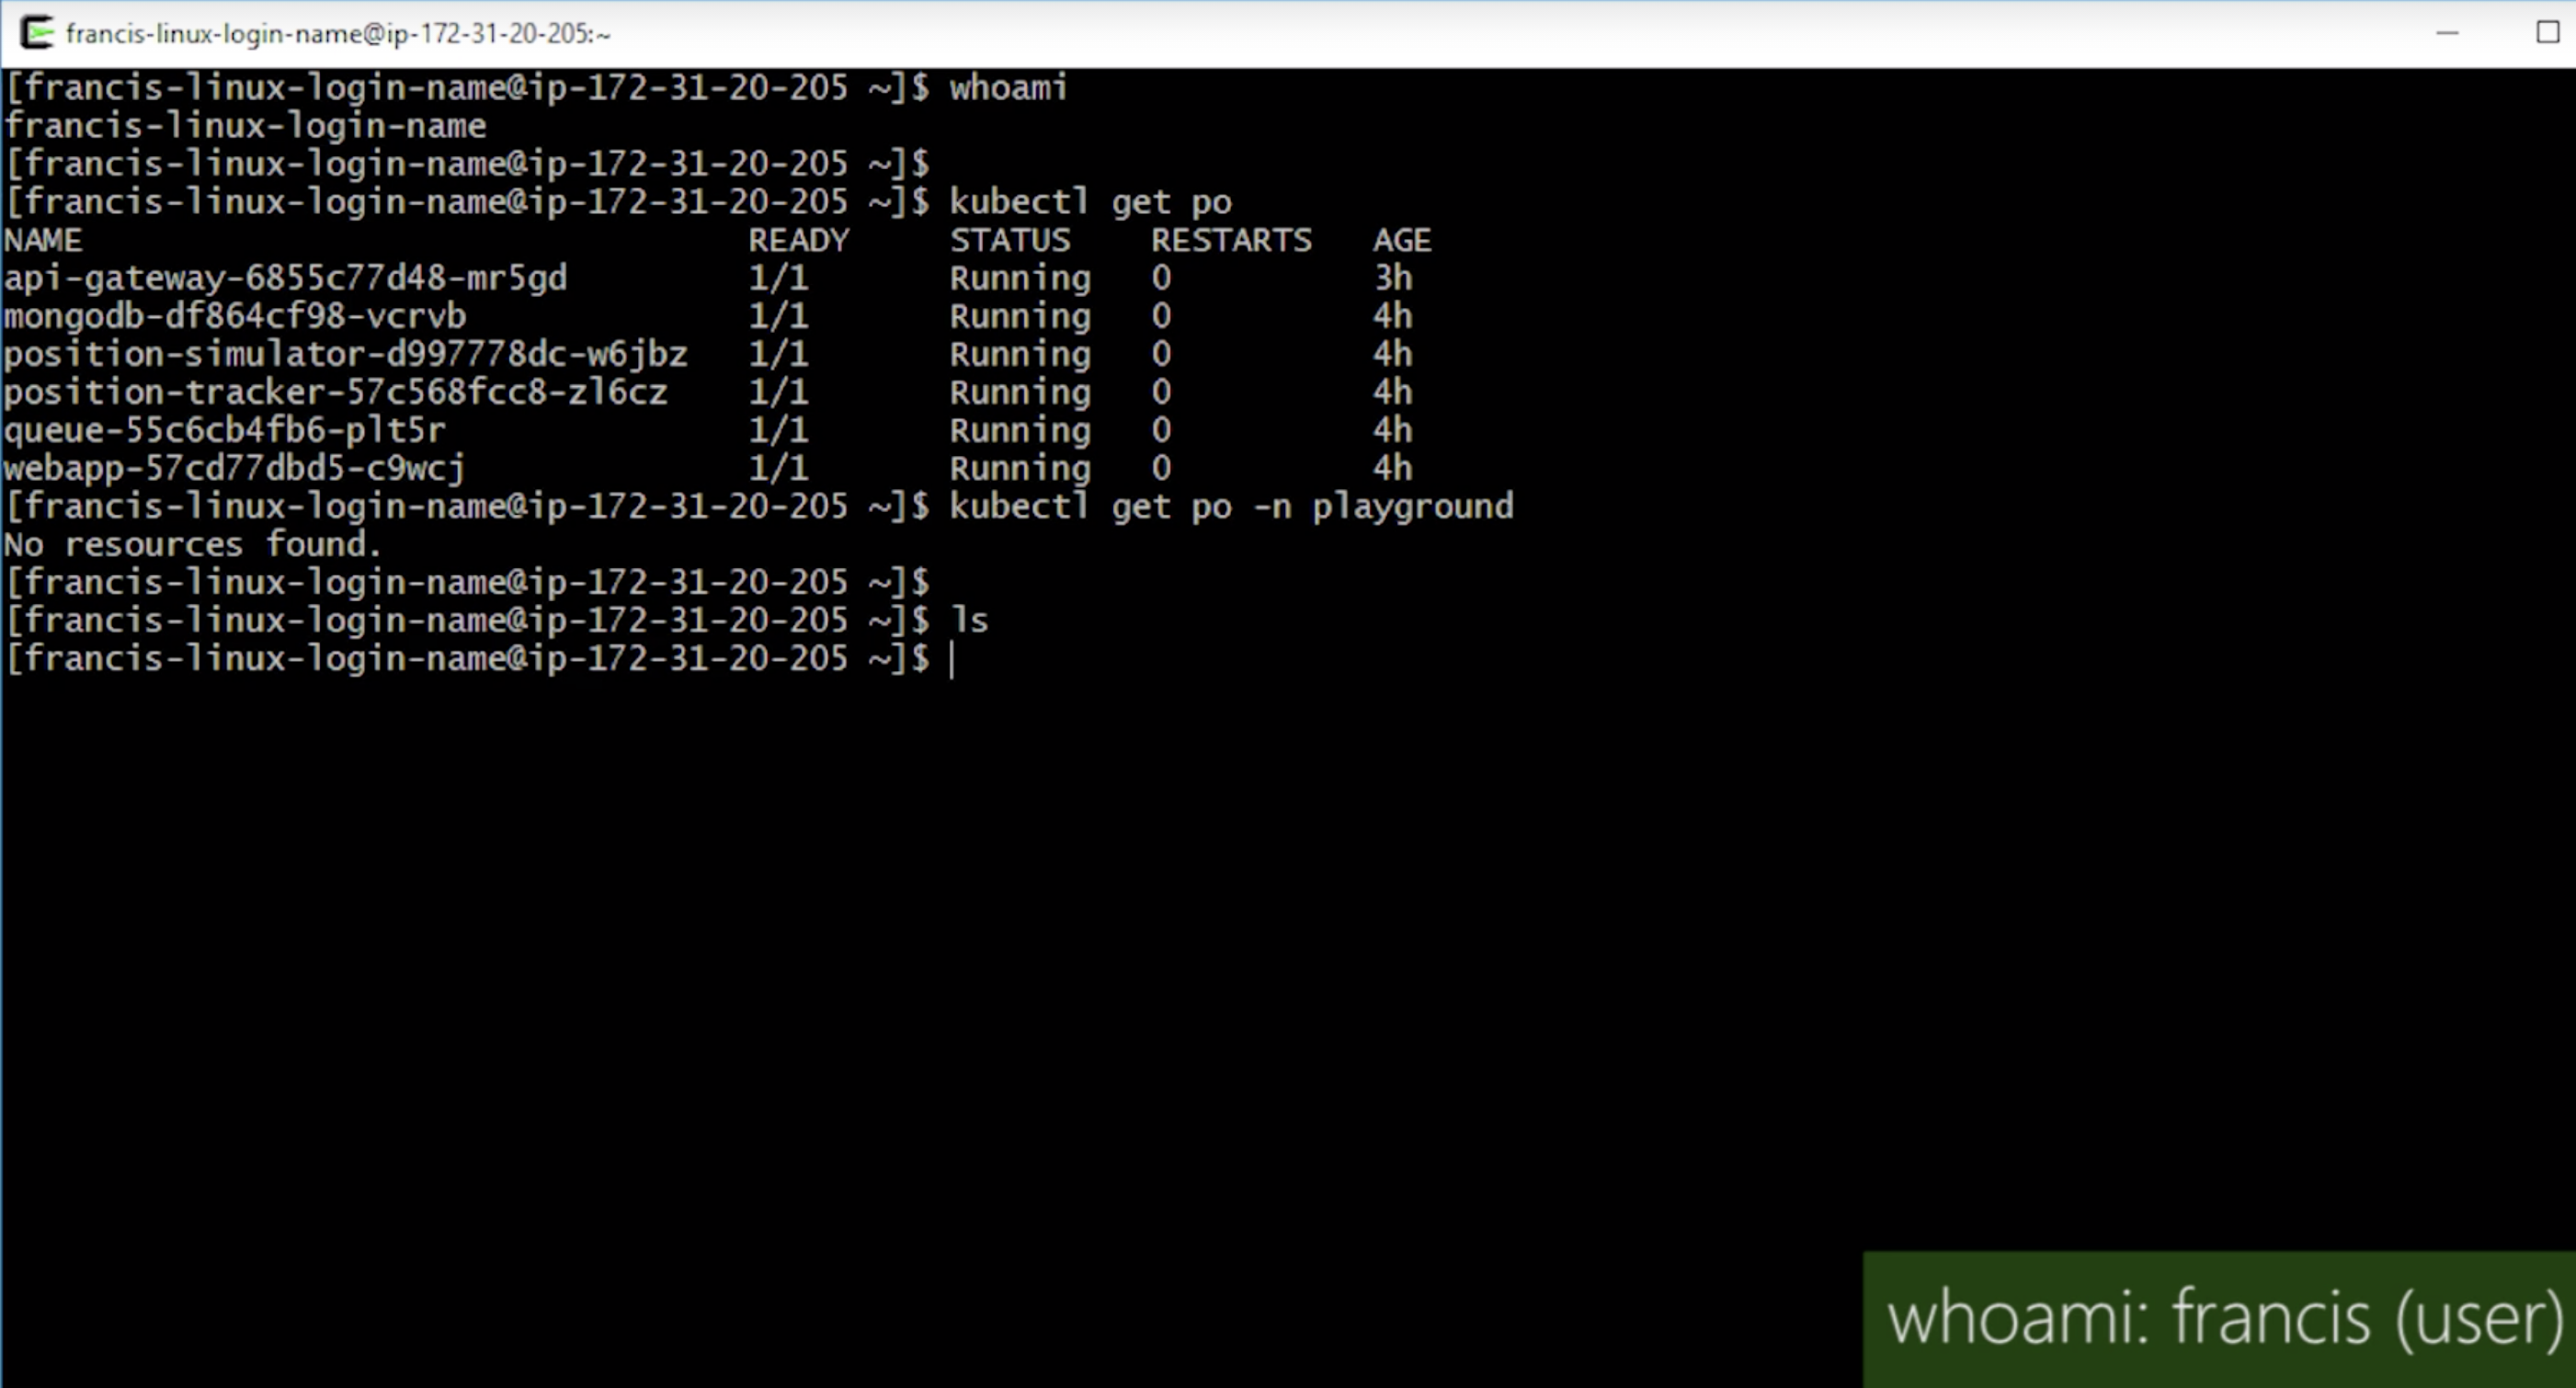 francis-linux-login-name@ip-172-31-20-205:~
[francis-linux-login-name@ip-172-31-20-205 ~]$ whoami
francis-linux-login-name
[francis-linux-login-name@ip-172-31-20-205 ~]$
[francis-linux-login-name@ip-172-31-20-205 ~]$ kubectl get po
NAME READY STATUS RESTARTS AGE
api-gateway-6855c77d48-mr5gd 1/1 Running 0 3h
mongodb-df864cf98-vcrvb 1/1 Running 0 4h
position-simulator-d997778dc-w6jbz 1/1 Running 0 4h
position-tracker-57c568fcc8-zl6cz 1/1 Running 0 4h
queue-55c6cb4fb6-plt5r 1/1 Running 0 4h
webapp-57cd77dbd5-c9wcj 1/1 Running 0 4h
[francis-linux-login-name@ip-172-31-20-205 ~]$ kubectl get po -n playground
No resources found.
[francis-linux-login-name@ip-172-31-20-205 ~]$
[francis-linux-login-name@ip-172-31-20-205 ~]$ ls
[francis-linux-login-name@ip-172-31-20-205 ~]$
whoami: francis (user)